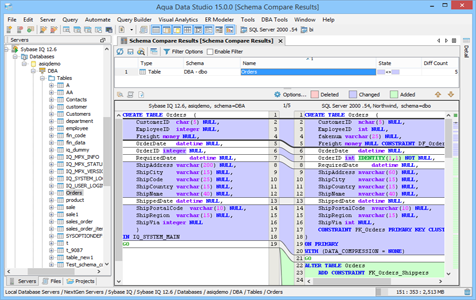 Aqua Data Studio 15.0.0 - [Schema Compare Results]
File Server Automate Query Builder Visual Analytics ER Modeler Tools DBA Tools Window Help
SQL Server 2000 .54
bi
Servers
Schema Compare Results [Schema Compare Results]
Detail
Sybase IQ 12.6
Databases
asiqdemo
DBA
Tables
A
AA
Contacts
customer
Customers
department
employee
fin_code
fin_data
iq_dummy
IQ_MPX_INFO
IQ_MPX_STATU
IQ_MPX_VERSIO
IQ_SYSTEM_LO
IQ_USER_LOGI
Orders
product
sale
sale1
sales_order
sales_order_ite
SYSOPTIONDEF
t
t_9087
table_new1
Test_schema_c
Servers Files Projects
Filter Options Enable Filter
Type Schema Name State Diff Count
1 Table DBA - dbo Orders 5
Options... Deleted Changed Added
Sybase IQ 12.6, asiqdemo, schema=DBA 1/5 SQL Server 2000 .54, Northwind, schema=dbo
CREATE TABLE Orders (
CustomerID char(5) NULL,
EmployeeID integer NULL,
Freight money NULL,
OrderDate datetime NULL,
OrderID integer NULL,
RequiredDate datetime NULL,
ShipAddress varchar(200) NULL,
ShipCity varchar(15) NULL,
ShipCountry varchar(15) NULL,
ShipName varchar(40) NULL,
ShippedDate datetime NULL,
ShipPostalCode varchar(10) NULL,
ShipRegion varchar(15) NULL,
ShipVia integer NULL
)
IN IQ_SYSTEM_MAIN
GO
CREATE TABLE Orders (
CustomerID nchar(5) NULL,
EmployeeID int NULL,
Freight money NULL CONSTRAINT DF_Or
OrderDate datetime NULL,
OrderID int IDENTITY(1,1) NOT NULL,
RequiredDate datetime NULL,
ShipAddress nvarchar(60) NULL,
ShipCity nvarchar(15) NULL,
ShipCountry nvarchar(15) NULL,
ShipName nvarchar(40) NULL,
ShippedDate datetime NULL,
ShipPostalCode nvarchar(10) NULL,
ShipRegion nvarchar(15) NULL,
ShipVia int NULL,
CONSTRAINT PK_Orders PRIMARY KEY CLUST
)
ON PRIMARY
WITH (DATA_COMPRESSION = NONE)
GO
ALTER TABLE Orders
ADD CONSTRAINT FK_Orders_Shippers
Local Database Servers / NextGen Servers / Sybase IQ / Sybase IQ 12.6 / Databases / asiqdemo / DBA / Tables / Orders
151 : 353 ; 2,513 MB